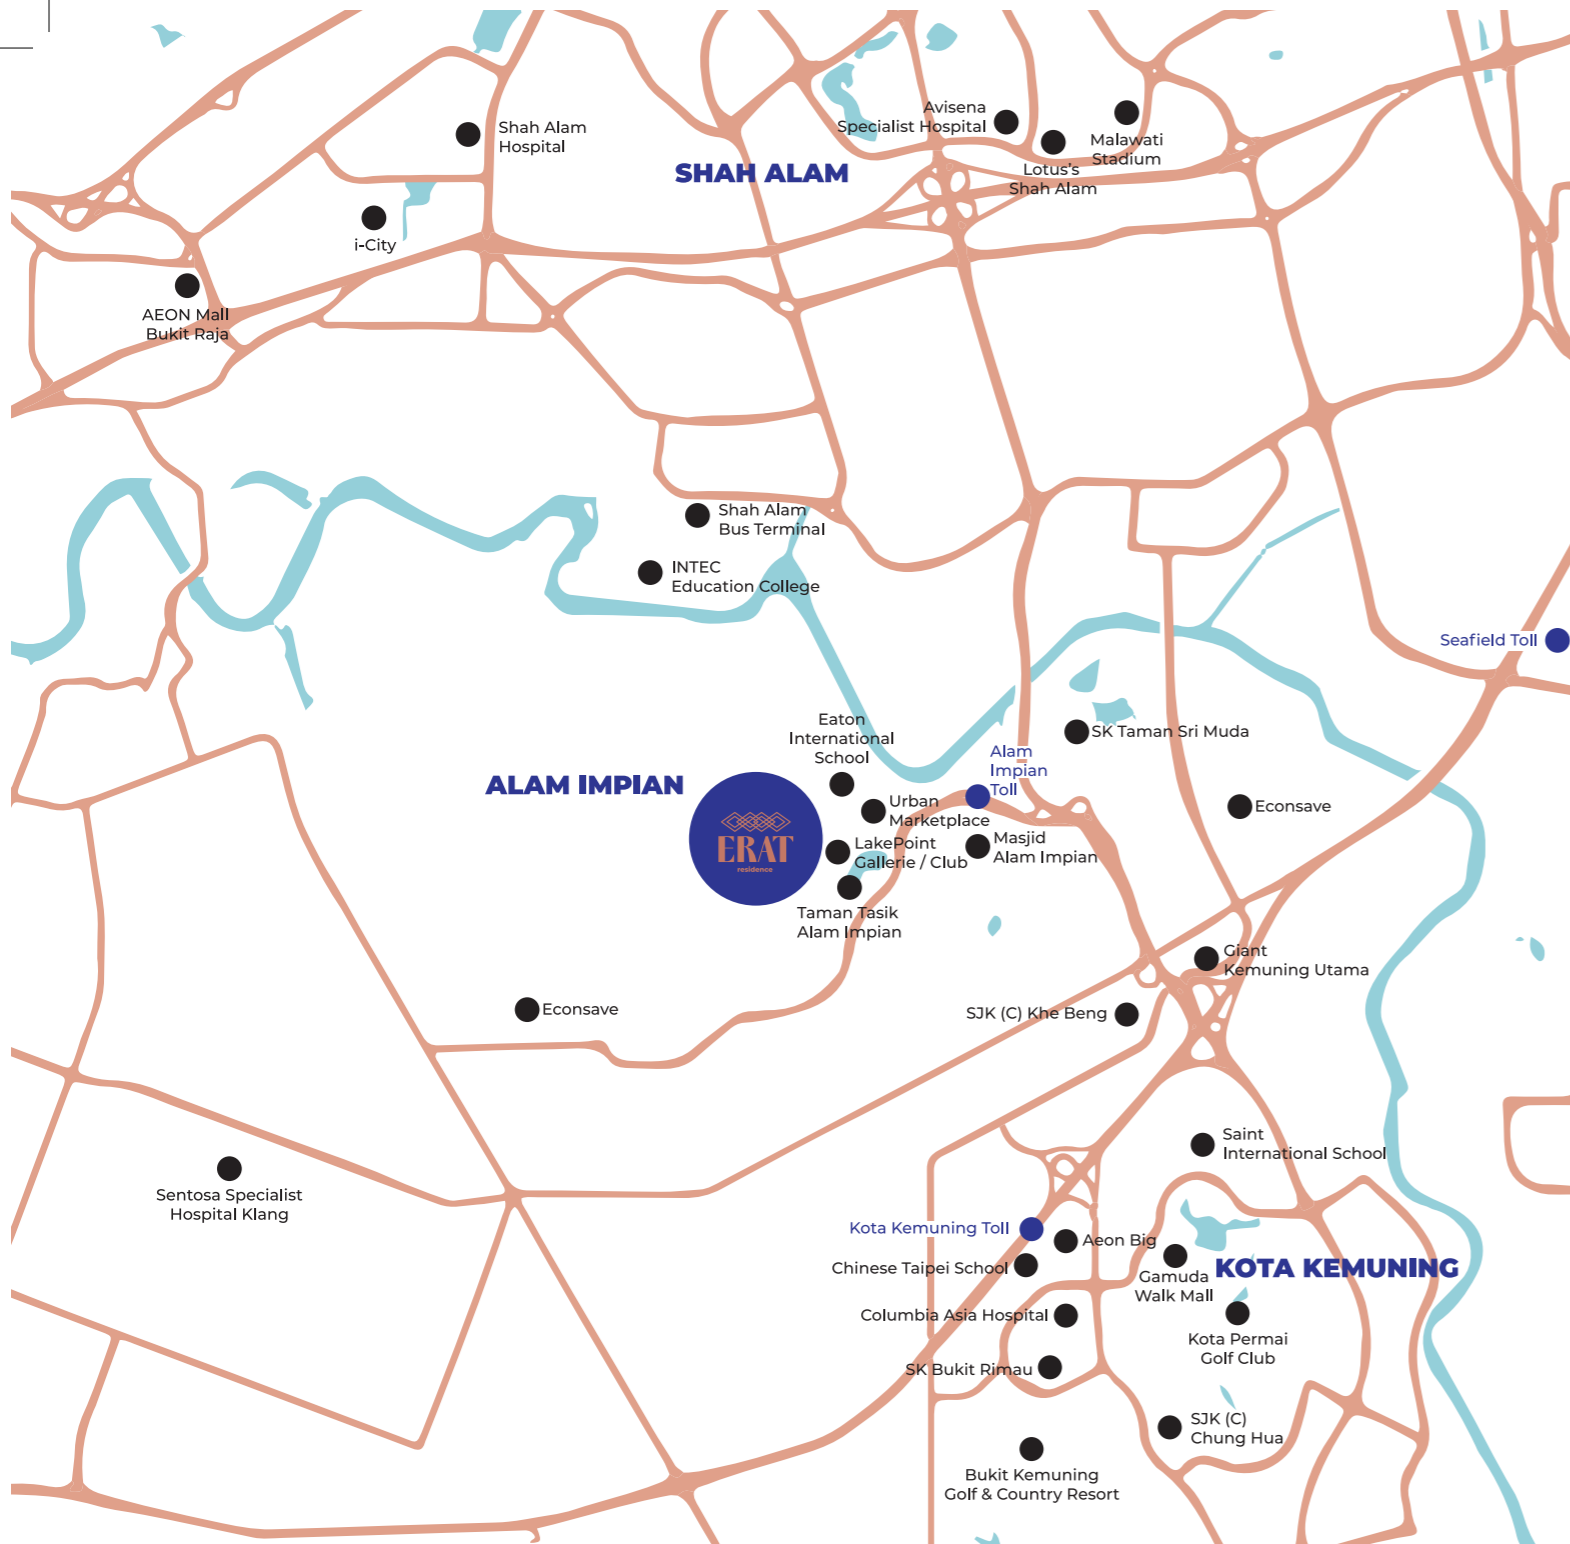 Avisena
Specialist Hospital
Shah Alam
Hospital
Malawati
Stadium
SHAH ALAM
Lotus's
Shah Alam
i-City
AEON Mall
Bukit Raja
Shah Alam
Bus Terminal
INTEC
Education College
Seafield Toll
Eaton
International
School
SK Taman Sri Muda
Alam
Impian
Toll
ALAM IMPIAN
Urban
Marketplace
Econsave
ERAT
residence
LakePoint
Gallerie / Club
Masjid
Alam Impian
Taman Tasik
Alam Impian
Giant
Kemuning Utama
Econsave
SJK (C) Khe Beng
Saint
International School
Sentosa Specialist
Hospital Klang
Kota Kemuning Toll
Aeon Big
Chinese Taipei School
KOTA KEMUNING
Gamuda
Walk Mall
Columbia Asia Hospital
Kota Permai
Golf Club
SK Bukit Rimau
SJK (C)
Chung Hua
Bukit Kemuning
Golf & Country Resort